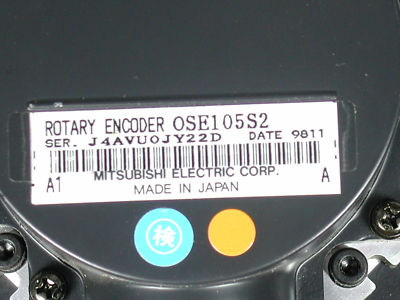 ROTARY ENCODER OSE105S2
SER. J4AVU0JY22D DATE 9811
MITSUBISHI ELECTRIC CORP.
A1 MADE IN JAPAN A
検